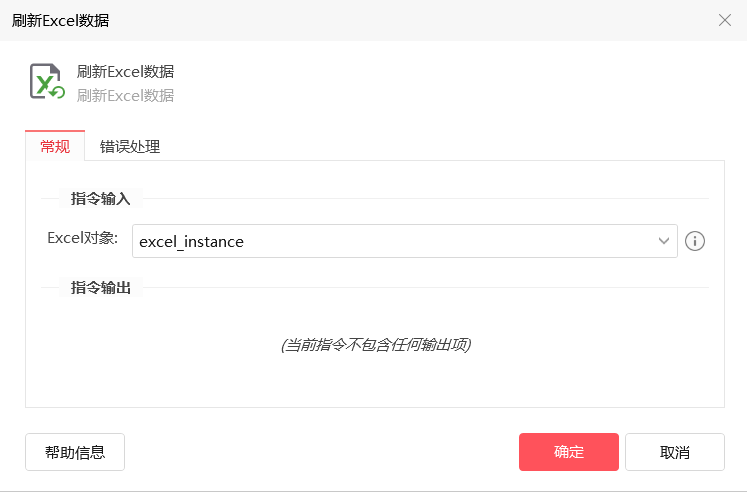 刷新Excel数据
刷新Excel数据
刷新Excel数据
常规 错误处理
指令输入
Excel对象: excel_instance
指令输出
(当前指令不包含任何输出项)
帮助信息 确定 取消